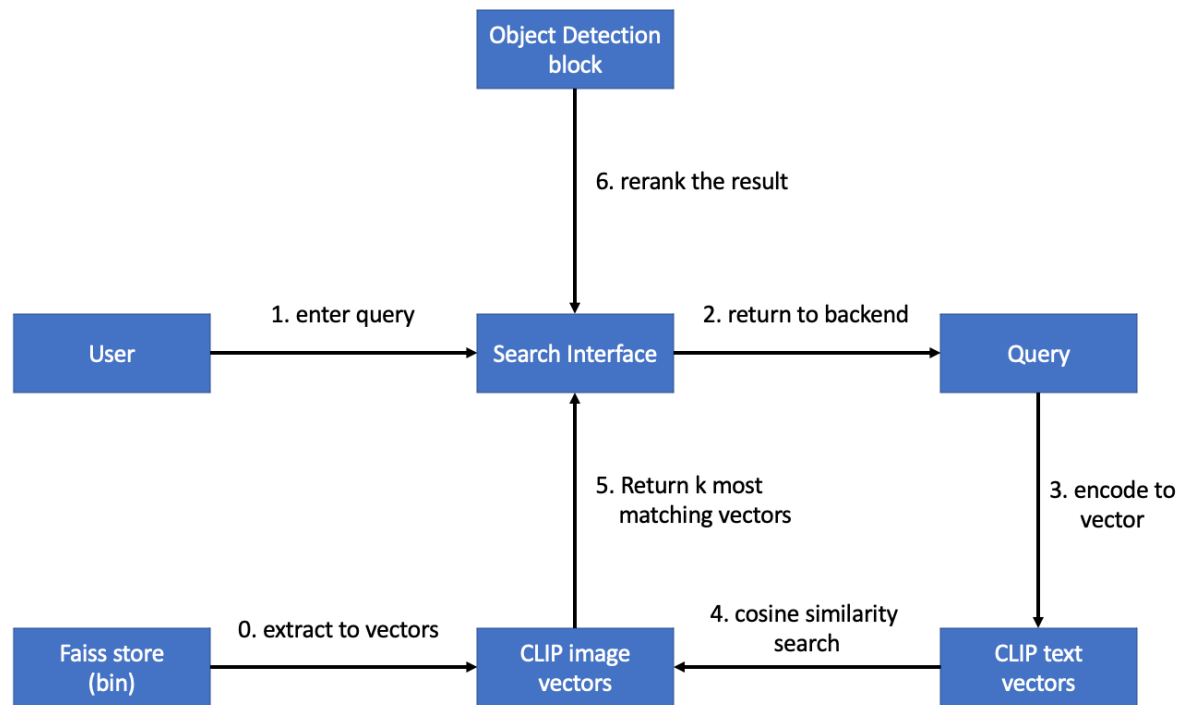 Object Detection
block
6. rerank the result
1. enter query
2. return to backend
User
Search Interface
Query
5. Return k most
matching vectors
3. encode to
vector
0. extract to vectors
4. cosine similarity
search
Faiss store
(bin)
CLIP image
vectors
CLIP text
vectors